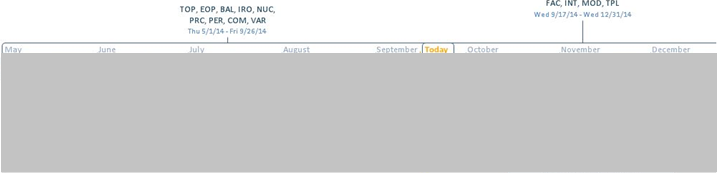 TOP, EOP, BAL, IRO, NUC,
PRC, PER, COM, VAR
Thu 5/1/14 - Fri 9/26/14
FAC, INT, MOD, TPL
Wed 9/17/14 - Wed 12/31/14
May June July August September Today October November December